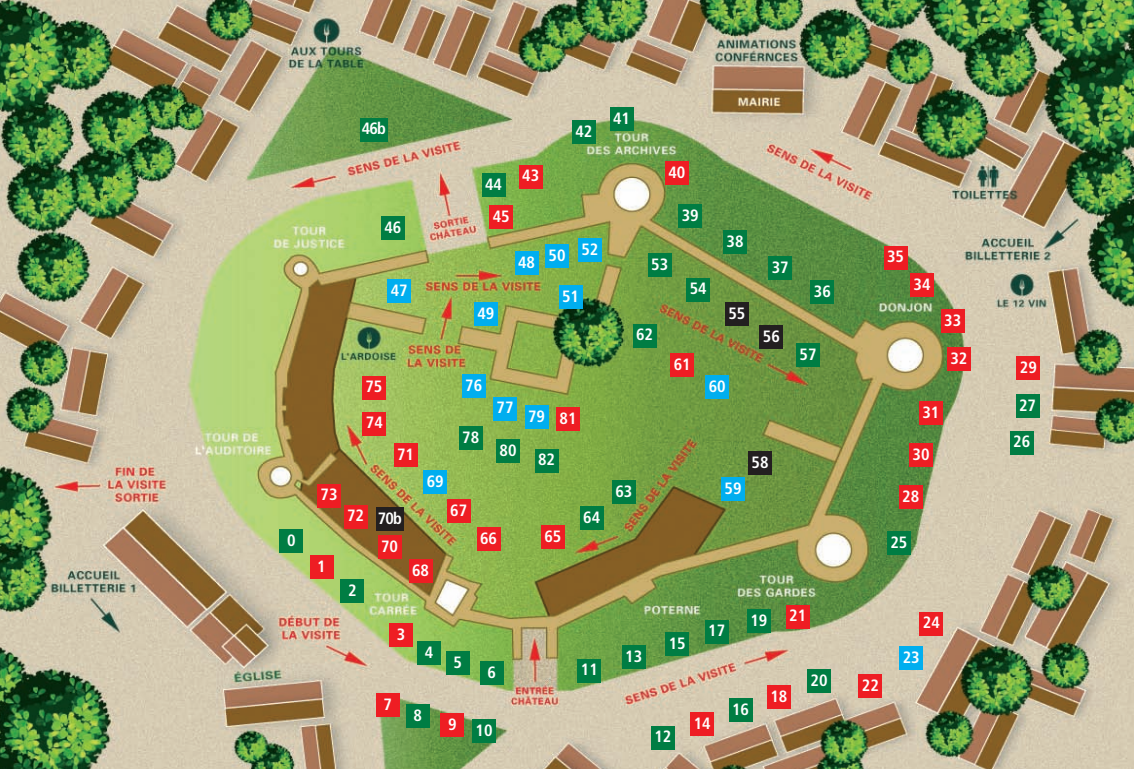 AUX TOURS
DE LA TABLE
ANIMATIONS
CONFÉRNCES
MAIRIE
46b
42
41
TOUR
DES ARCHIVES
SENS DE LA VISITE
SENS DE LA VISITE
44
43
40
TOILETTES
45
SORTIE
CHÂTEAU
46
39
TOUR
DE JUSTICE
38
ACCUEIL
BILLETTERIE 2
48
50
52
53
37
35
SENS DE LA VISITE
47
51
54
36
34
LE 12 VIN
49
55
DONJON
33
L'ARDOISE
SENS DE
LA VISITE
62
SENS DE LA VISITE
56
57
32
61
29
75
76
60
77
79
81
31
27
74
78
80
82
26
TOUR DE
L'AUDITOIRE
71
30
58
FIN DE
LA VISITE
SORTIE
69
59
73
SENS DE LA VISITE
63
SENS DE LA VISITE
28
72
70b
67
64
0
70
66
65
25
1
68
ACCUEIL
BILLETTERIE 1
2
TOUR
CARRÉE
TOUR
DES GARDES
POTERNE
DÉBUT DE
LA VISITE
3
19
21
24
4
5
6
17
15
13
11
23
ÉGLISE
ENTRÉE
CHÂTEAU
SENS DE LA VISITE
20
22
7
8
9
10
18
16
14
12